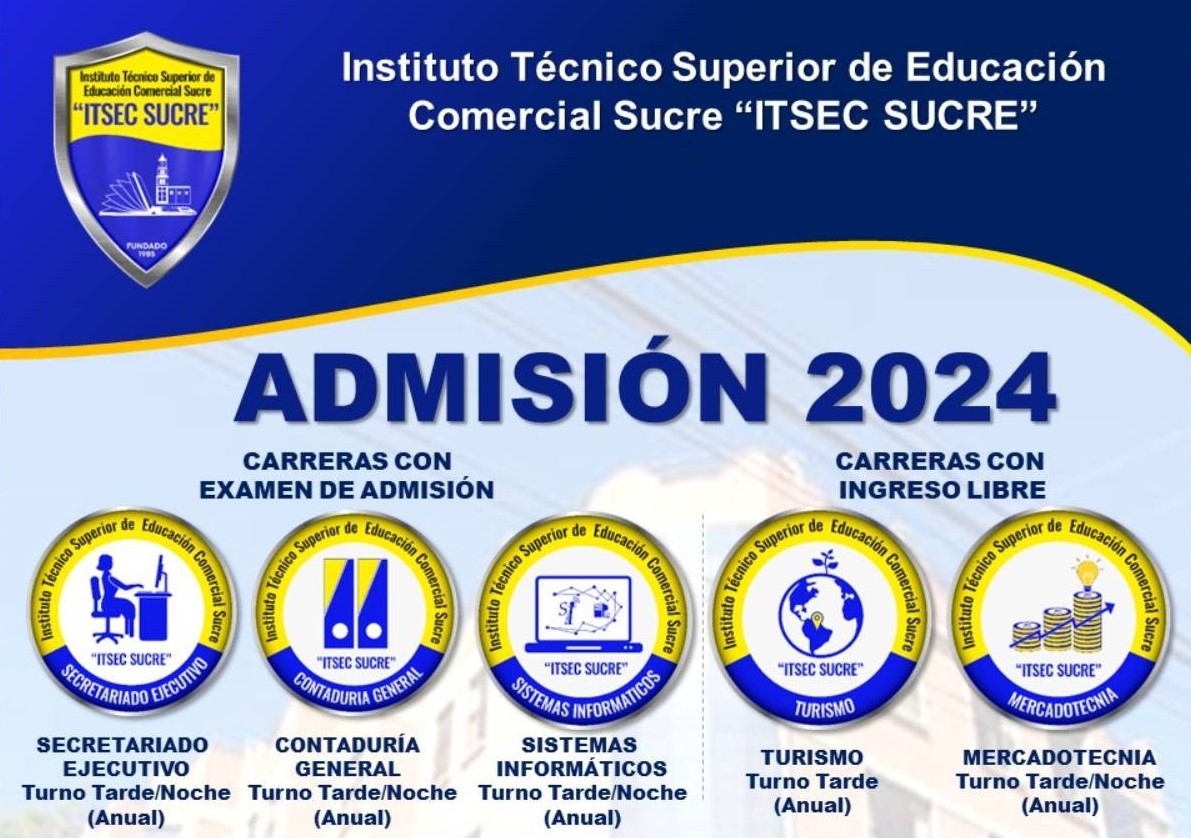 Instituto Técnico Superior de
Educación Comercial Sucre
"ITSEC SUCRE"
FUNDADO
1985
Instituto Técnico Superior de Educación
Comercial Sucre “ITSEC SUCRE”
ADMISIÓN 2024
CARRERAS CON
EXAMEN DE ADMISIÓN
CARRERAS CON
INGRESO LIBRE
Instituto Técnico Superior de Educación Comercial Sucre
"ITSEC SUCRE"
SECRETARIADO EJECUTIVO
Instituto Técnico Superior de Educación Comercial Sucre
"ITSEC SUCRE"
CONTADURIA GENERAL
Instituto Técnico Superior de Educación Comercial Sucre
"ITSEC SUCRE"
SISTEMAS INFORMATICOS
Instituto Técnico Superior de Educación Comercial Sucre
"ITSEC SUCRE"
TURISMO
Instituto Técnico Superior de Educación Comercial Sucre
"ITSEC SUCRE"
MERCADOTECNIA
SECRETARIADO
EJECUTIVO
Turno Tarde/Noche
(Anual)
CONTADURÍA
GENERAL
Turno Tarde/Noche
(Anual)
SISTEMAS
INFORMÁTICOS
Turno Tarde/Noche
(Anual)
TURISMO
Turno Tarde
(Anual)
MERCADOTECNIA
Turno Tarde/Noche
(Anual)